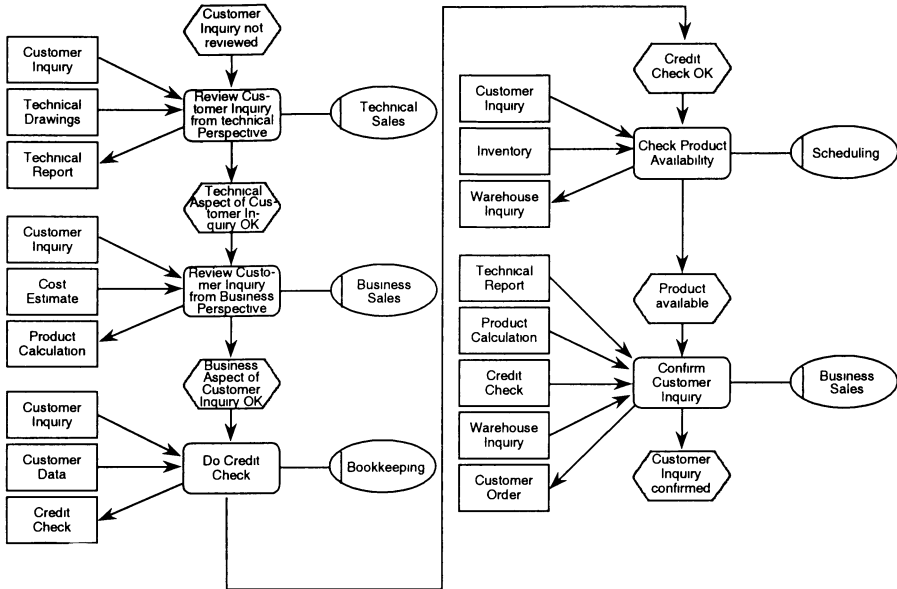 Customer
Inquiry not
reviewed
Customer
Inquiry
Technical
Drawings
Technical
Report
Review Cus-
tomer Inquiry
from technical
Perspective
Technical
Sales
Technical
Aspect of Cus-
tomer In-
quiry OK
Customer
Inquiry
Cost
Estimate
Product
Calculation
Review Custo-
mer Inquiry
from Business
Perspective
Business
Sales
Business
Aspect of
Customer
Inquiry OK
Customer
Inquiry
Customer
Data
Credit
Check
Do Credit
Check
Bookkeeping
Credit
Check OK
Customer
Inquiry
Inventory
Warehouse
Inquiry
Check Product
Availability
Scheduling
Product
available
Technical
Report
Product
Calculation
Credit
Check
Warehouse
Inquiry
Customer
Order
Confirm
Customer
Inquiry
Business
Sales
Customer
Inquiry
confirmed